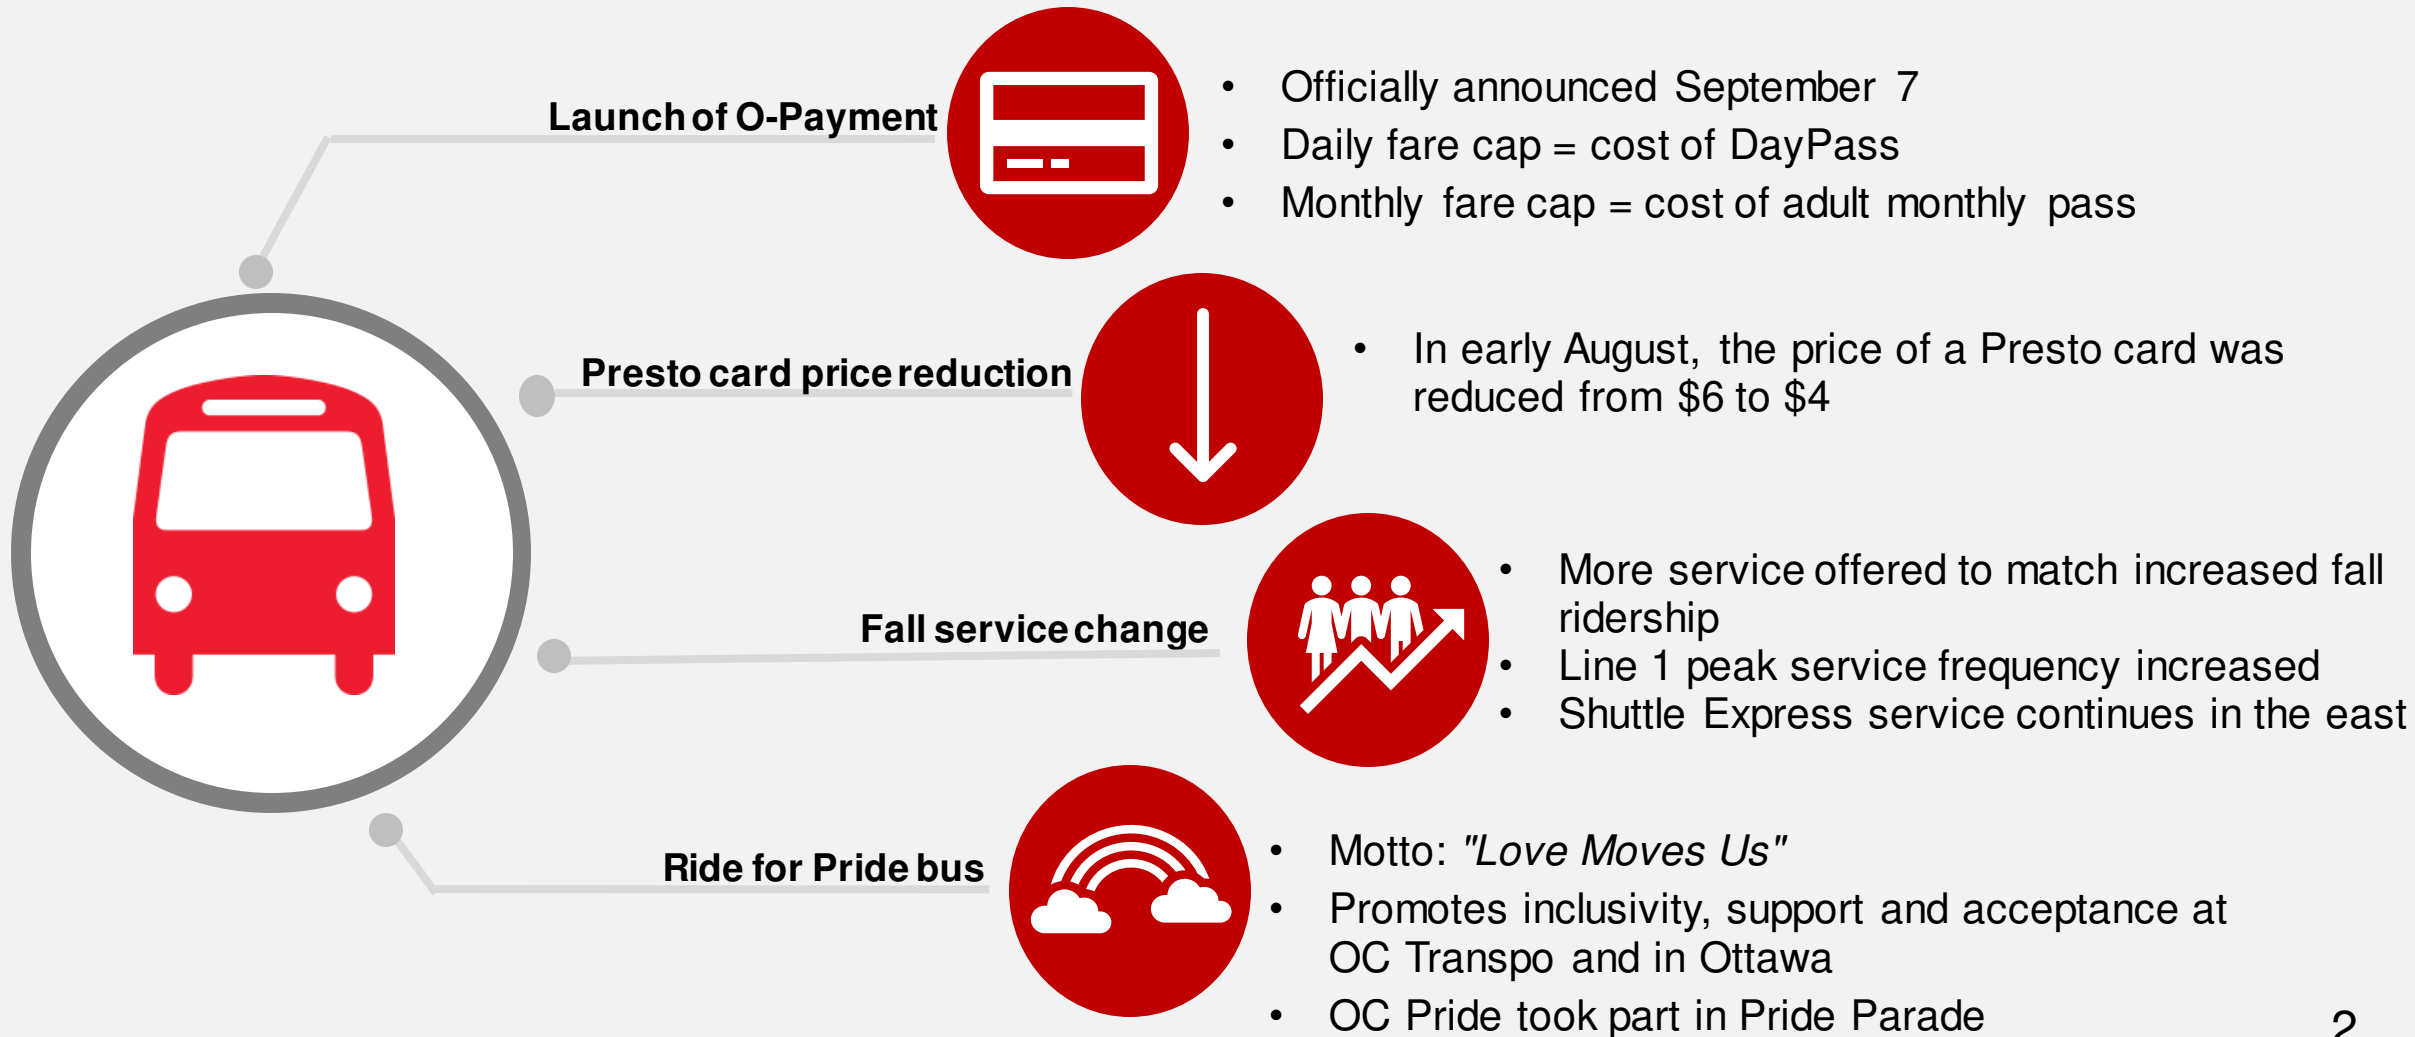 Launch of O-Payment
• Officially announced September 7
• Daily fare cap = cost of DayPass
• Monthly fare cap = cost of adult monthly pass
Presto card price reduction
• In early August, the price of a Presto card was
reduced from $6 to $4
Fall service change
• More service offered to match increased fall
ridership
• Line 1 peak service frequency increased
• Shuttle Express service continues in the east
Ride for Pride bus
• Motto: "Love Moves Us"
• Promotes inclusivity, support and acceptance at
OC Transpo and in Ottawa
• OC Pride took part in Pride Parade
2